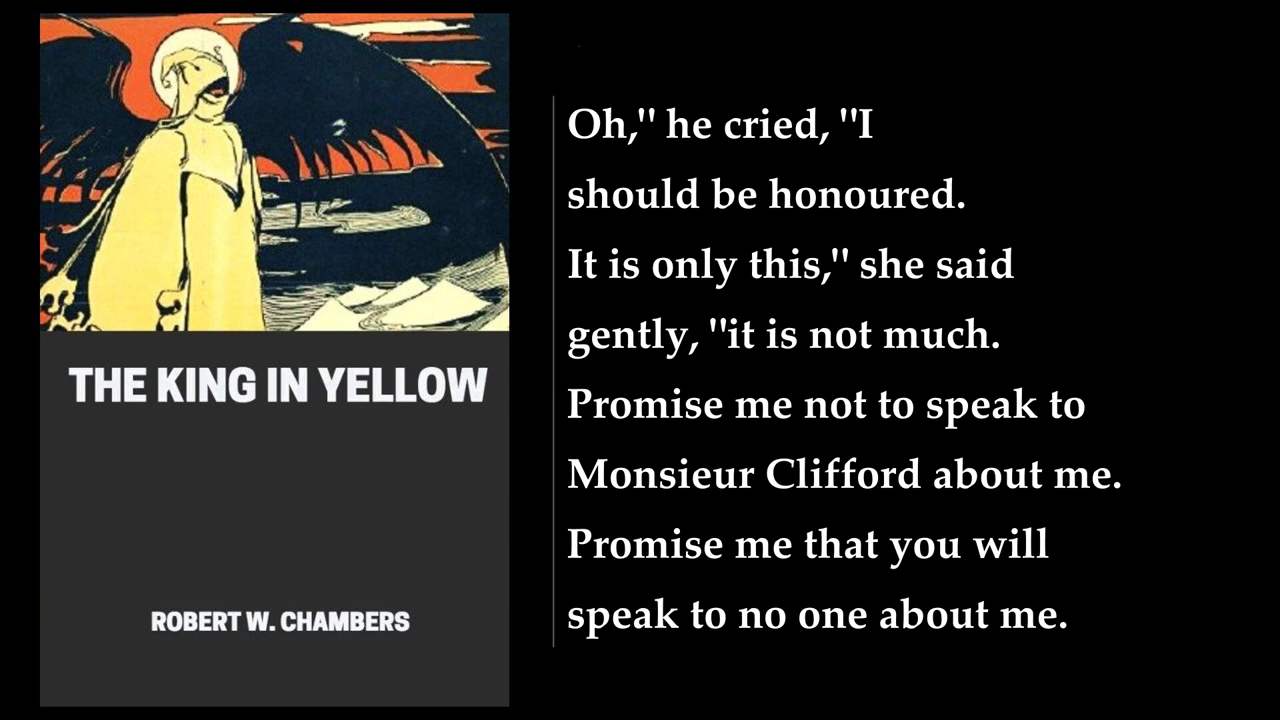 THE KING IN YELLOW
ROBERT W. CHAMBERS
Oh," he cried, "I
should be honoured.
It is only this," she said
gently, "it is not much.
Promise me not to speak to
Monsieur Clifford about me.
Promise me that you will
speak to no one about me.